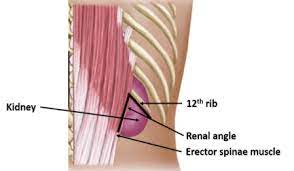 Kidney
12th rib
Renal angle
Erector spinae muscle